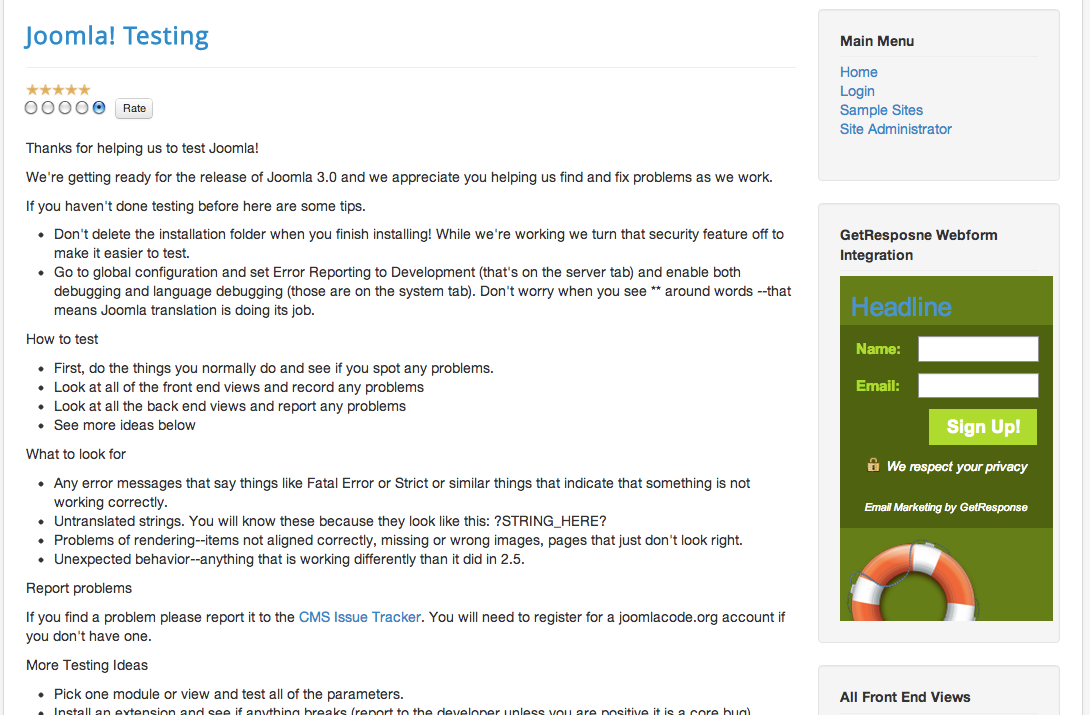 Joomla! Testing
Rate
Thanks for helping us to test Joomla!
We're getting ready for the release of Joomla 3.0 and we appreciate you helping us find and fix problems as we work.
If you haven't done testing before here are some tips.
Don't delete the installation folder when you finish installing! While we're working we turn that security feature off to
make it easier to test.
Go to global configuration and set Error Reporting to Development (that's on the server tab) and enable both
debugging and language debugging (those are on the system tab). Don't worry when you see ** around words --that
means Joomla translation is doing its job.
How to test
First, do the things you normally do and see if you spot any problems.
Look at all of the front end views and record any problems
Look at all the back end views and report any problems
See more ideas below
What to look for
Any error messages that say things like Fatal Error or Strict or similar things that indicate that something is not
working correctly.
Untranslated strings. You will know these because they look like this: ?STRING_HERE?
Problems of rendering--items not aligned correctly, missing or wrong images, pages that just don't look right.
Unexpected behavior--anything that is working differently than it did in 2.5.
Report problems
If you find a problem please report it to the CMS Issue Tracker. You will need to register for a joomlacode.org account if
you don't have one.
More Testing Ideas
Pick one module or view and test all of the parameters.
Install an extension and see if anything breaks (report to the developer unless you are positive it is a core bug)
Main Menu
Home
Login
Sample Sites
Site Administrator
GetResposne Webform
Integration
Headline
Name:
Email:
Sign Up!
We respect your privacy
Email Marketing by GetResponse
All Front End Views